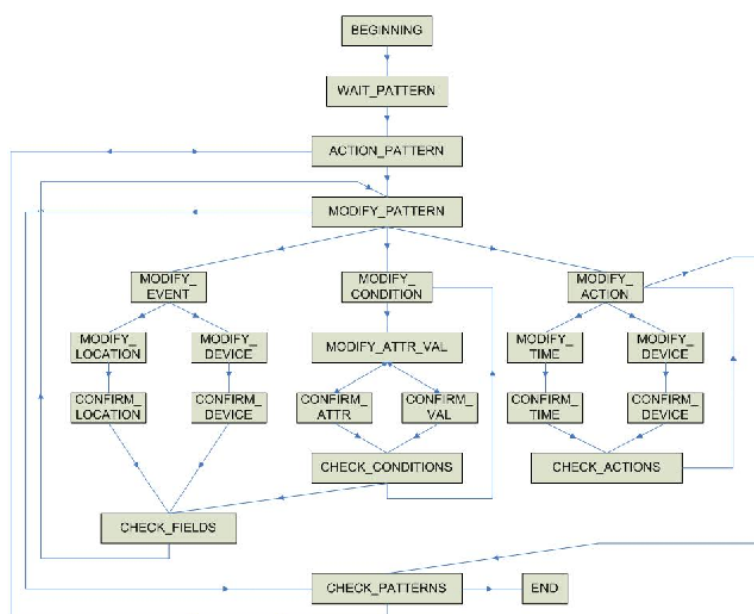 BEGINNING
WAIT_PATTERN
ACTION_PATTERN
MODIFY_PATTERN
MODIFY_
EVENT
MODIFY_
CONDITION
MODIFY_
ACTION
MODIFY_
LOCATION
MODIFY_
DEVICE
MODIFY_ATTR_VAL
MODIFY_
TIME
MODIFY_
DEVICE
CONFIRM_
LOCATION
CONFIRM_
DEVICE
CONFIRM_
ATTR
CONFIRM_
VAL
CONFIRM_
TIME
CONFIRM_
DEVICE
CHECK_CONDITIONS
CHECK_ACTIONS
CHECK_FIELDS
CHECK_PATTERNS
END